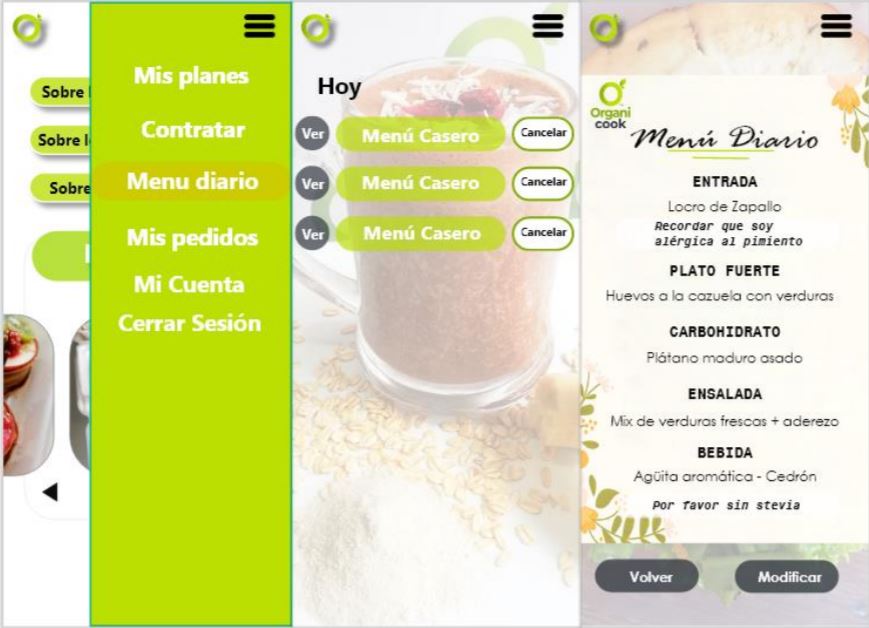 Sobre
Sobre
Sobre
Mis planes
Contratar
Menu diario
Mis pedidos
Mi Cuenta
Cerrar Sesión
Hoy
Ver Menú Casero Cancelar
Ver Menú Casero Cancelar
Ver Menú Casero Cancelar
Organi
cook
Menú Diario
ENTRADA
Locro de Zapallo
Recordar que soy
alérgica al pimiento
PLATO FUERTE
Huevos a la cazuela con verduras
CARBOHIDRATO
Plátano maduro asado
ENSALADA
Mix de verduras frescas + aderezo
BEBIDA
Agüita aromática - Cedrón
Por favor sin stevia
Volver Modificar